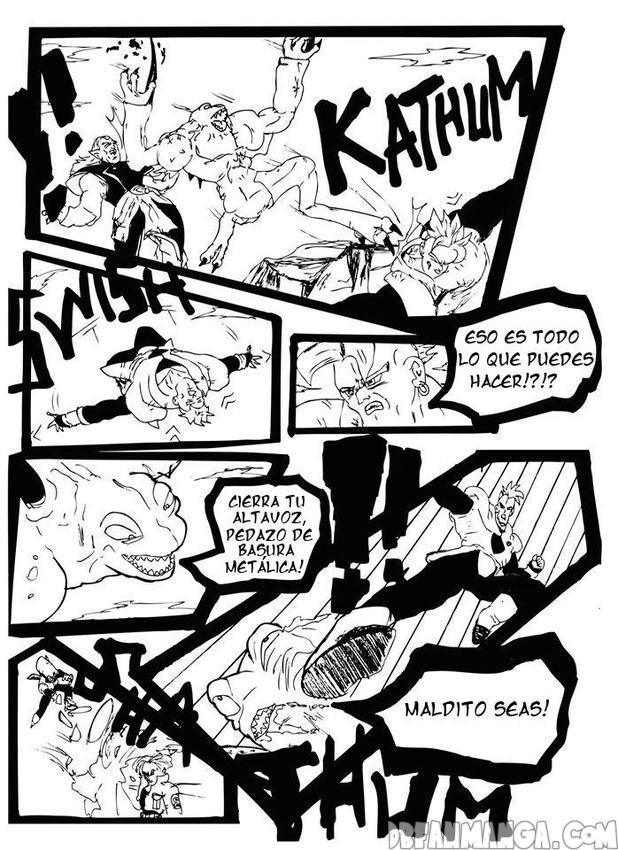 KATHUM
SWISH
ESO ES TODO
LO QUE PUEDES
HACER!?!?
CIERRA TU
ALTAVOZ,
PEDAZO DE
BASURA
METÁLICA!
!!
MALDITO SEAS!
THUM
DBFANMANGA.COM